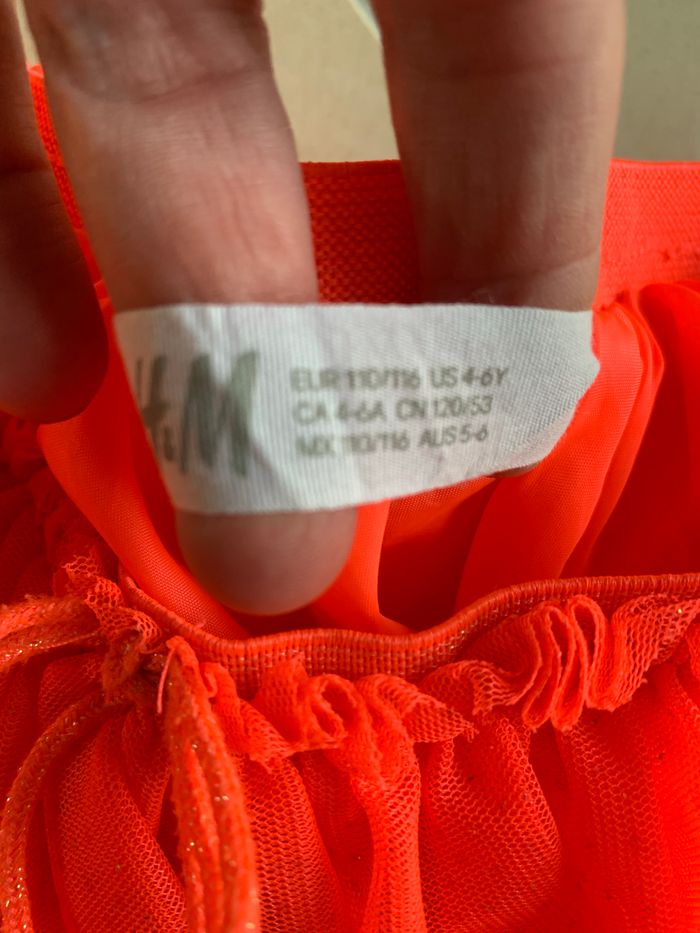 H&M
EUR 110/116 US 4-6Y
CA 4-6A CN 120/53
MX 110/116 AUS 5-6